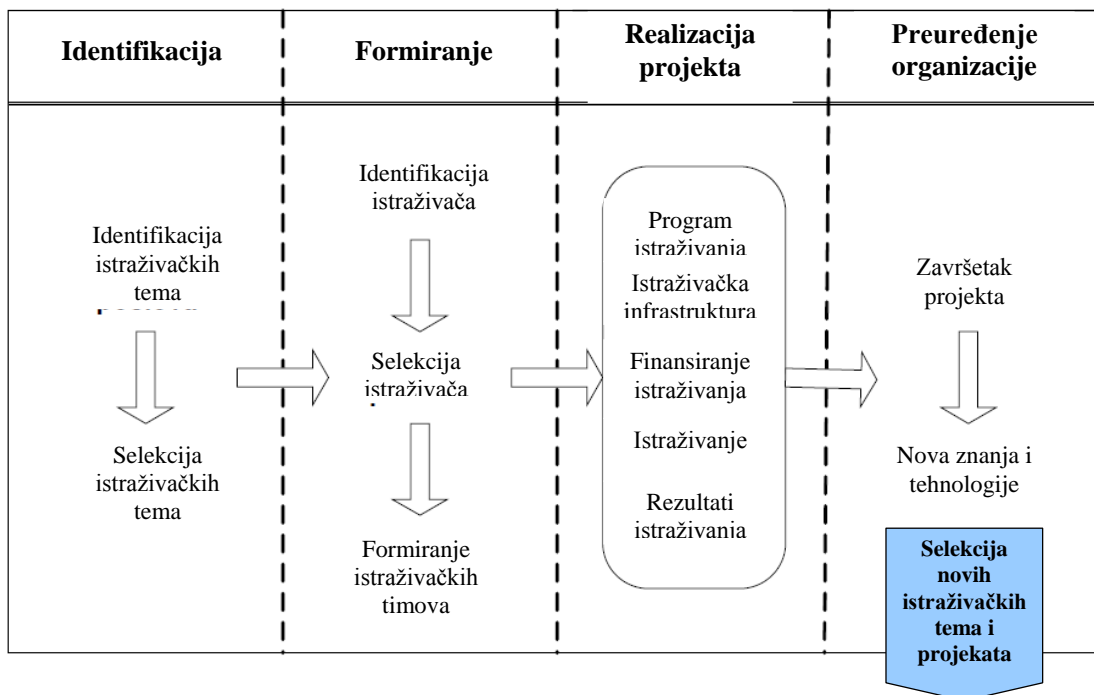 Identifikacija
Formiranje
Realizacija
projekta
Preuređenje
organizacije
Identifikacija
istraživačkih
tema
Selekcija
istraživačkih
tema
Identifikacija
istraživača
Selekcija
istraživača
Formiranje
istraživačkih
timova
Program
istraživanja
Istraživačka
infrastruktura
Finansiranje
istraživanja
Istraživanje
Rezultati
istraživanja
Završetak
projekta
Nova znanja i
tehnologije
Selekcija
novih
istraživačkih
tema i
projekata